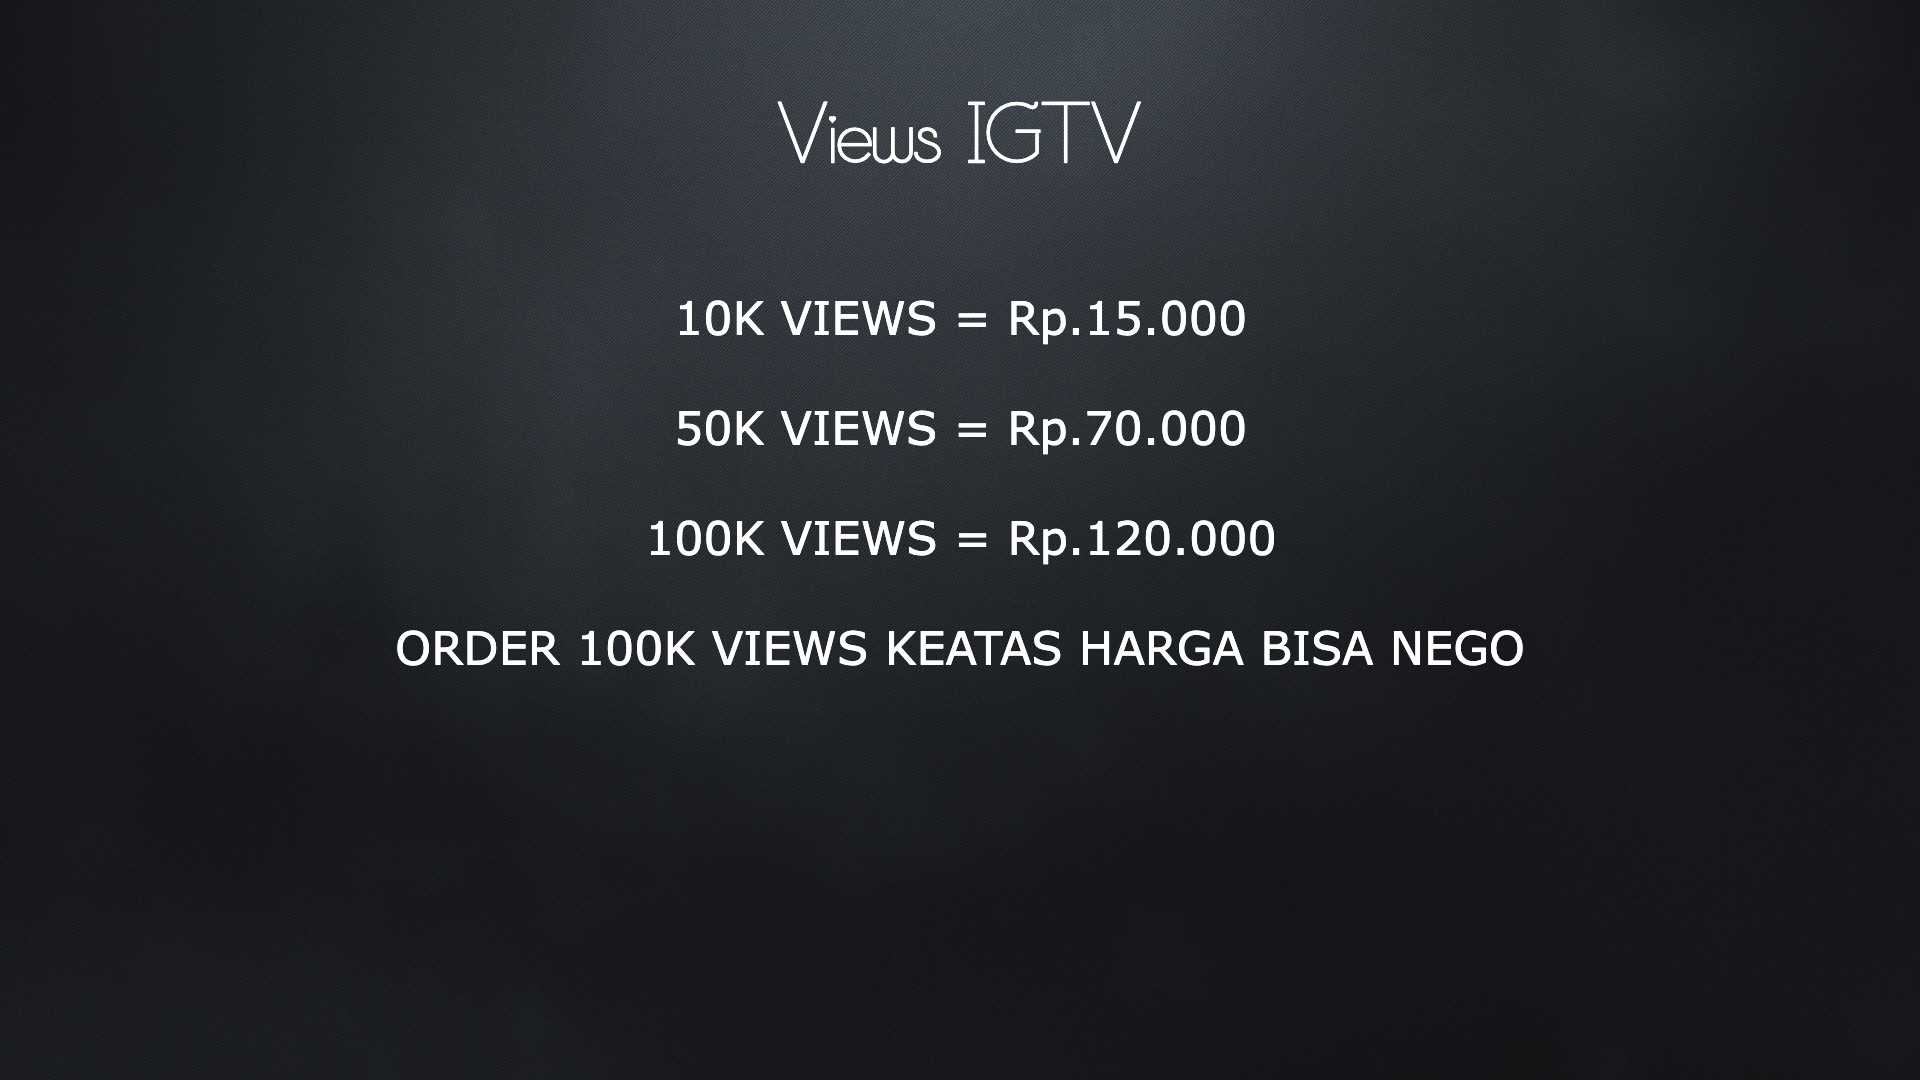 Views IGTV
10K VIEWS = Rp.15.000
50K VIEWS = Rp.70.000
100K VIEWS = Rp.120.000
ORDER 100K VIEWS KEATAS HARGA BISA NEGO